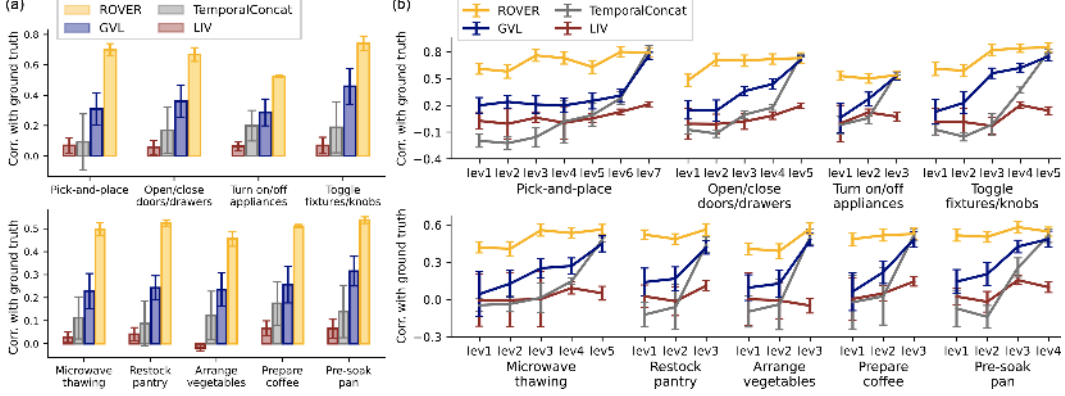 (a)
ROVER
TemporalConcat
GVL
LIV
Corr. with ground truth
0.8
0.6
0.4
0.2
0.0
Pick-and-place
Open/close
doors/drawers
Turn on/off
appliances
Toggle
fixtures/knobs
Corr. with ground truth
0.5
0.4
0.3
0.2
0.1
0.0
Microwave
thawing
Restock
pantry
Arrange
vegetables
Prepare
coffee
Pre-soak
pan
(b)
ROVER
TemporalConcat
GVL
LIV
Corr. with ground truth
0.8
0.5
0.2
−0.1
−0.4
lev1 lev2 lev3 lev4 lev5 lev6 lev7
Pick-and-place
lev1 lev2 lev3 lev4 lev5
Open/close
doors/drawers
lev1 lev2 lev3
Turn on/off
appliances
lev1 lev2 lev3 lev4 lev5
Toggle
fixtures/knobs
Corr. with ground truth
0.6
0.3
0.0
−0.3
lev1 lev2 lev3 lev4 lev5
Microwave
thawing
lev1 lev2 lev3
Restock
pantry
lev1 lev2 lev3
Arrange
vegetables
lev1 lev2 lev3
Prepare
coffee
lev1 lev2 lev3 lev4
Pre-soak
pan